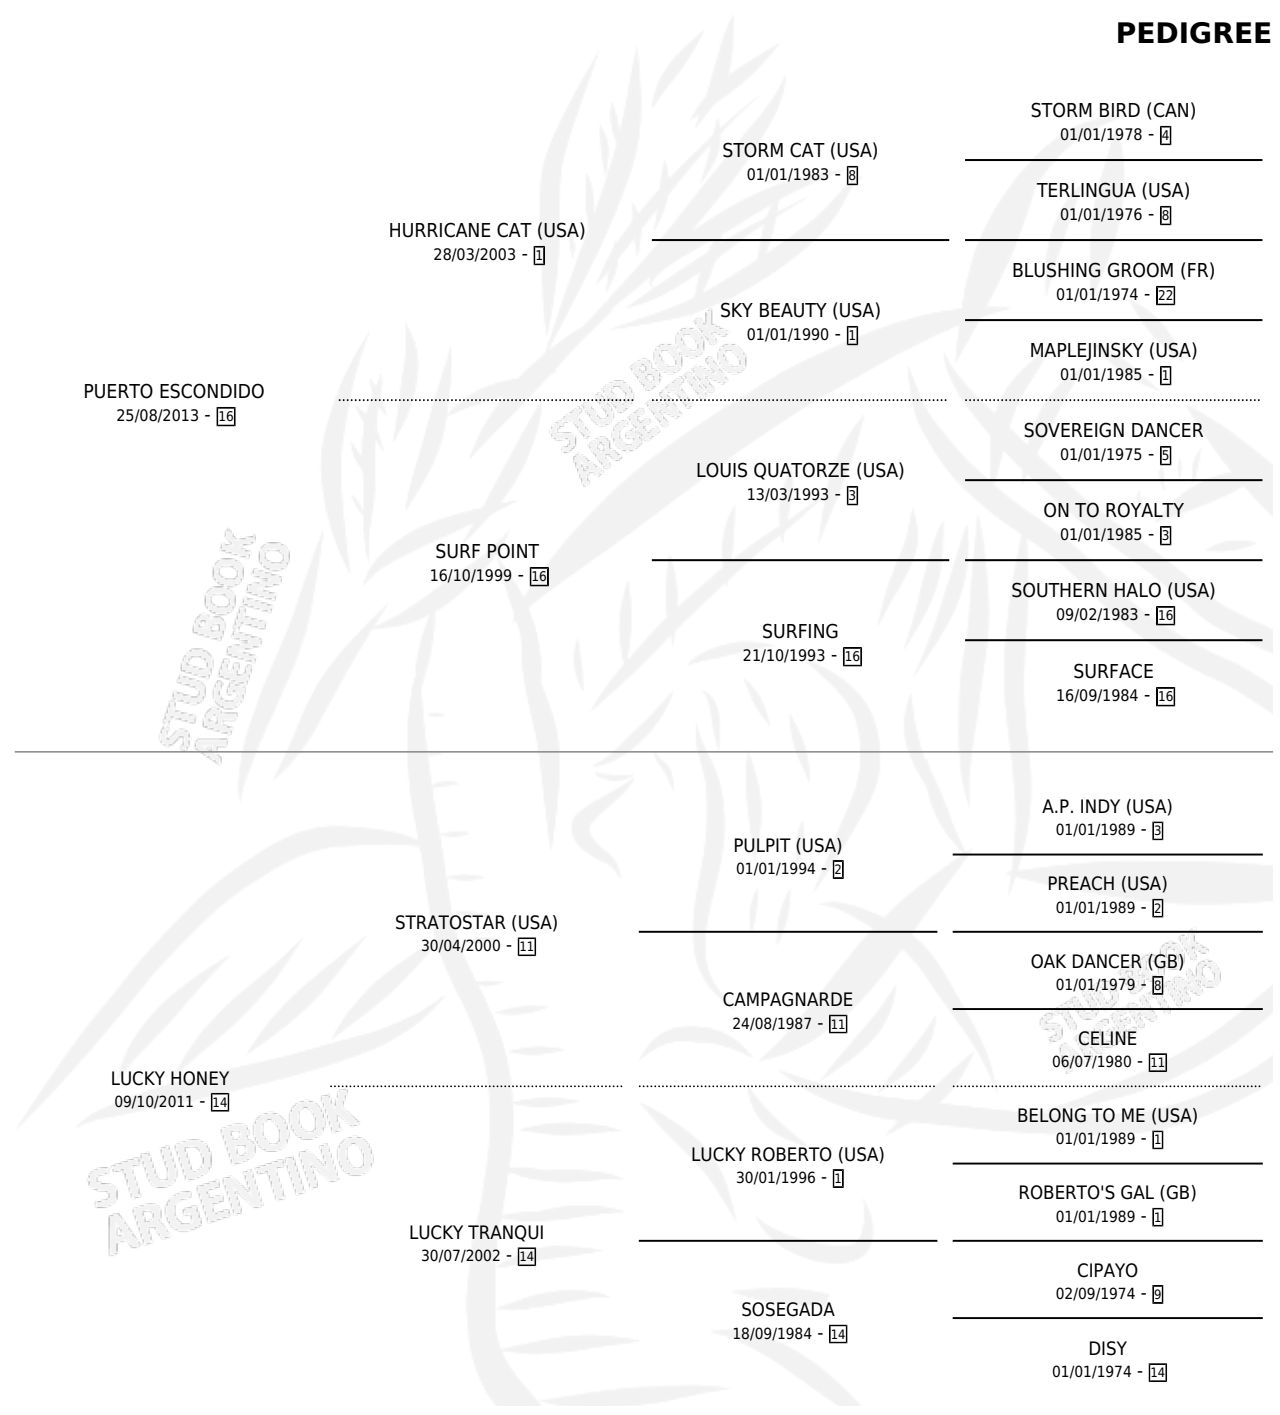 PEDIGREE
STORM BIRD (CAN)
01/01/1978 - 4
STORM CAT (USA)
01/01/1983 - 8
TERLINGUA (USA)
01/01/1976 - 8
HURRICANE CAT (USA)
28/03/2003 - 1
BLUSHING GROOM (FR)
01/01/1974 - 22
SKY BEAUTY (USA)
01/01/1990 - 1
MAPLEJINSKY (USA)
01/01/1985 - 1
PUERTO ESCONDIDO
25/08/2013 - 16
SOVEREIGN DANCER
01/01/1975 - 5
LOUIS QUATORZE (USA)
13/03/1993 - 3
ON TO ROYALTY
01/01/1985 - 3
SURF POINT
16/10/1999 - 16
SOUTHERN HALO (USA)
09/02/1983 - 16
SURFING
21/10/1993 - 16
SURFACE
16/09/1984 - 16
A.P. INDY (USA)
01/01/1989 - 3
PULPIT (USA)
01/01/1994 - 2
PREACH (USA)
01/01/1989 - 2
STRATOSTAR (USA)
30/04/2000 - 11
OAK DANCER (GB)
01/01/1979 - 8
CAMPAGNARDE
24/08/1987 - 11
CELINE
06/07/1980 - 11
LUCKY HONEY
09/10/2011 - 14
BELONG TO ME (USA)
01/01/1989 - 1
LUCKY ROBERTO (USA)
30/01/1996 - 1
ROBERTO'S GAL (GB)
01/01/1989 - 1
LUCKY TRANQUI
30/07/2002 - 14
CIPAYO
02/09/1974 - 9
SOSEGADA
18/09/1984 - 14
DISY
01/01/1974 - 14
STUD BOOK
ARGENTINO
STUD BOOK
ARGENTINO
STUD BOOK
ARGENTINO
STUD BOOK
ARGENTINO